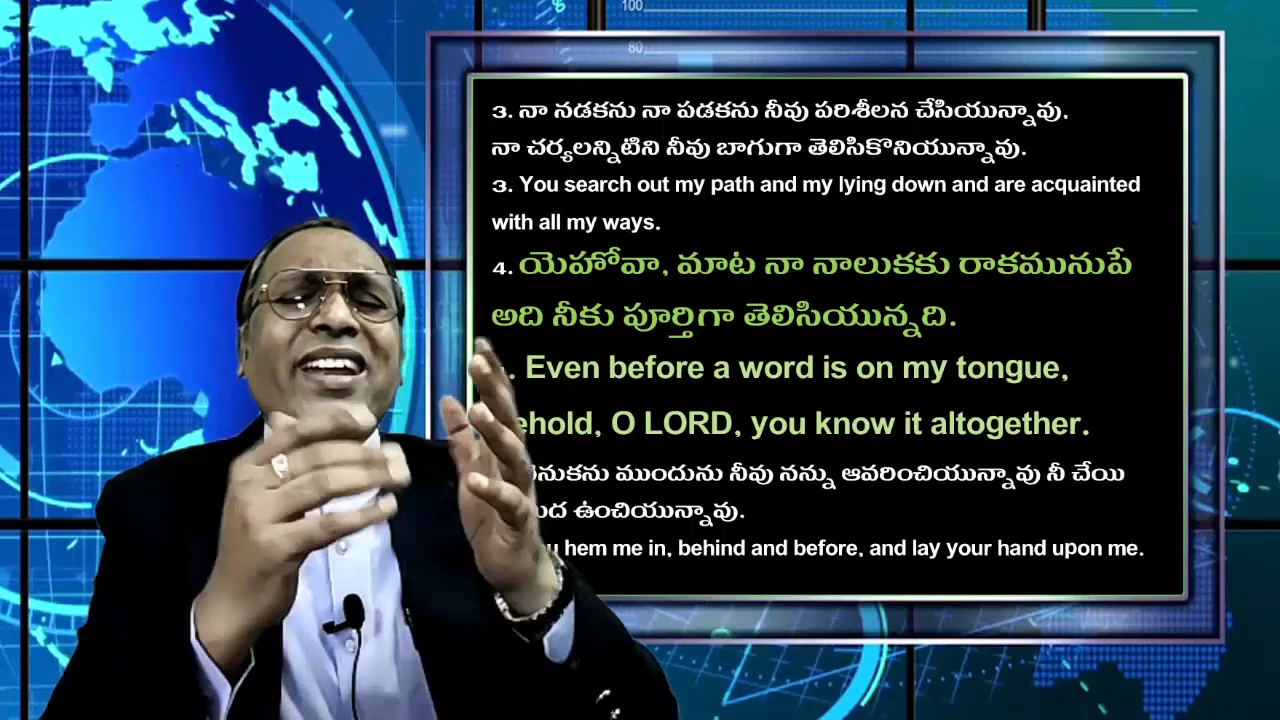 100
80
3. నా నడకను నా పడకను నీవు పరిశీలన చేసియున్నావు.
నా చర్యలన్నిటిని నీవు బాగుగా తెలిసికొనియున్నావు.
3. You search out my path and my lying down and are acquainted
with all my ways.
4. యెహోవా, మాట నా నాలుకకు రాకమునుపే
అది నీకు పూర్తిగా తెలిసియున్నది.
Even before a word is on my tongue,
O LORD, you know it altogether.
ముందును నీవు నన్ను ఆవరించియున్నావు నీ చేయి
ఉంచియున్నావు.
hem me in, behind and before, and lay your hand upon me.